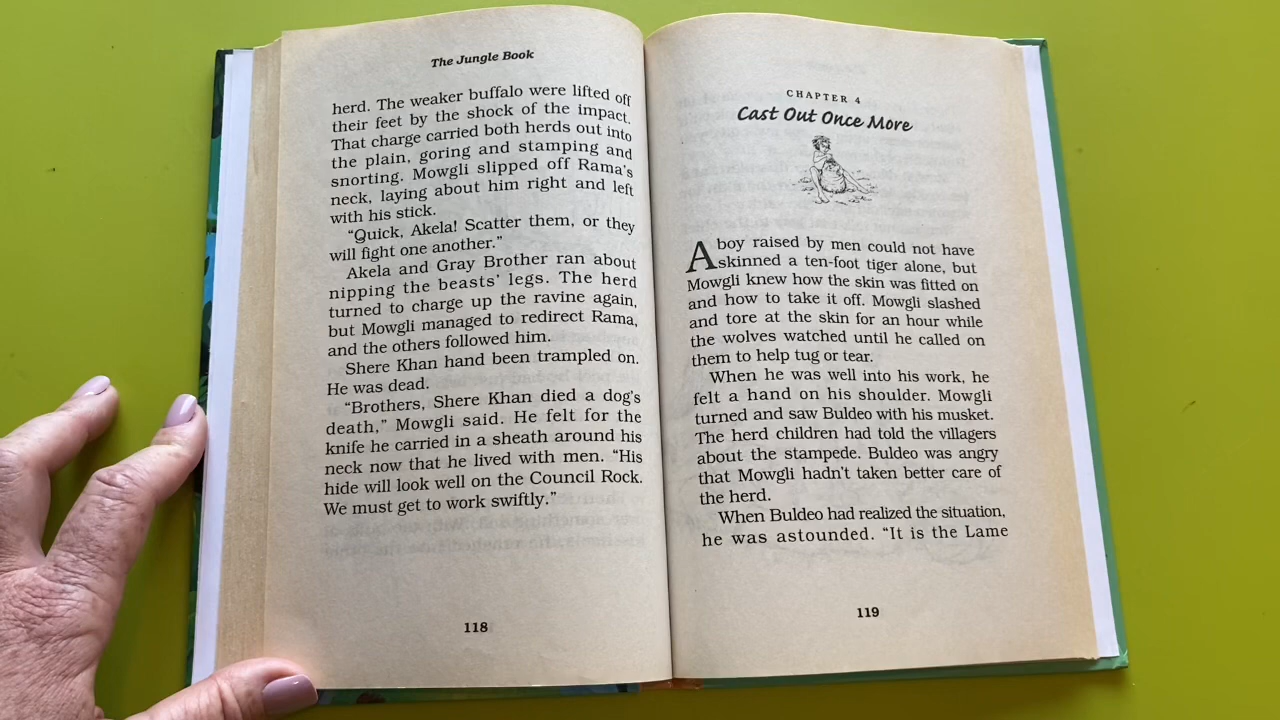 The Jungle Book
herd. The weaker buffalo were lifted off
their feet by the shock of the impact.
That charge carried both herds out into
the plain, goring and stamping and
snorting. Mowgli slipped off Rama's
neck, laying about him right and left
with his stick.
"Quick, Akela! Scatter them, or they
will fight one another."
Akela and Gray Brother ran about
nipping the beasts' legs. The herd
turned to charge up the ravine again,
but Mowgli managed to redirect Rama,
and the others followed him.
Shere Khan hand been trampled on.
He was dead.
"Brothers, Shere Khan died a dog's
death," Mowgli said. He felt for the
knife he carried in a sheath around his
neck now that he lived with men. "His
hide will look well on the Council Rock.
We must get to work swiftly."
118
CHAPTER 4
Cast Out Once More
A boy raised by men could not have
skinned a ten-foot tiger alone, but
Mowgli knew how the skin was fitted on
and how to take it off. Mowgli slashed
and tore at the skin for an hour while
the wolves watched until he called on
them to help tug or tear.
When he was well into his work, he
felt a hand on his shoulder. Mowgli
turned and saw Buldeo with his musket.
The herd children had told the villagers
about the stampede. Buldeo was angry
that Mowgli hadn't taken better care of
the herd.
When Buldeo had realized the situation,
he was astounded. "It is the Lame
119